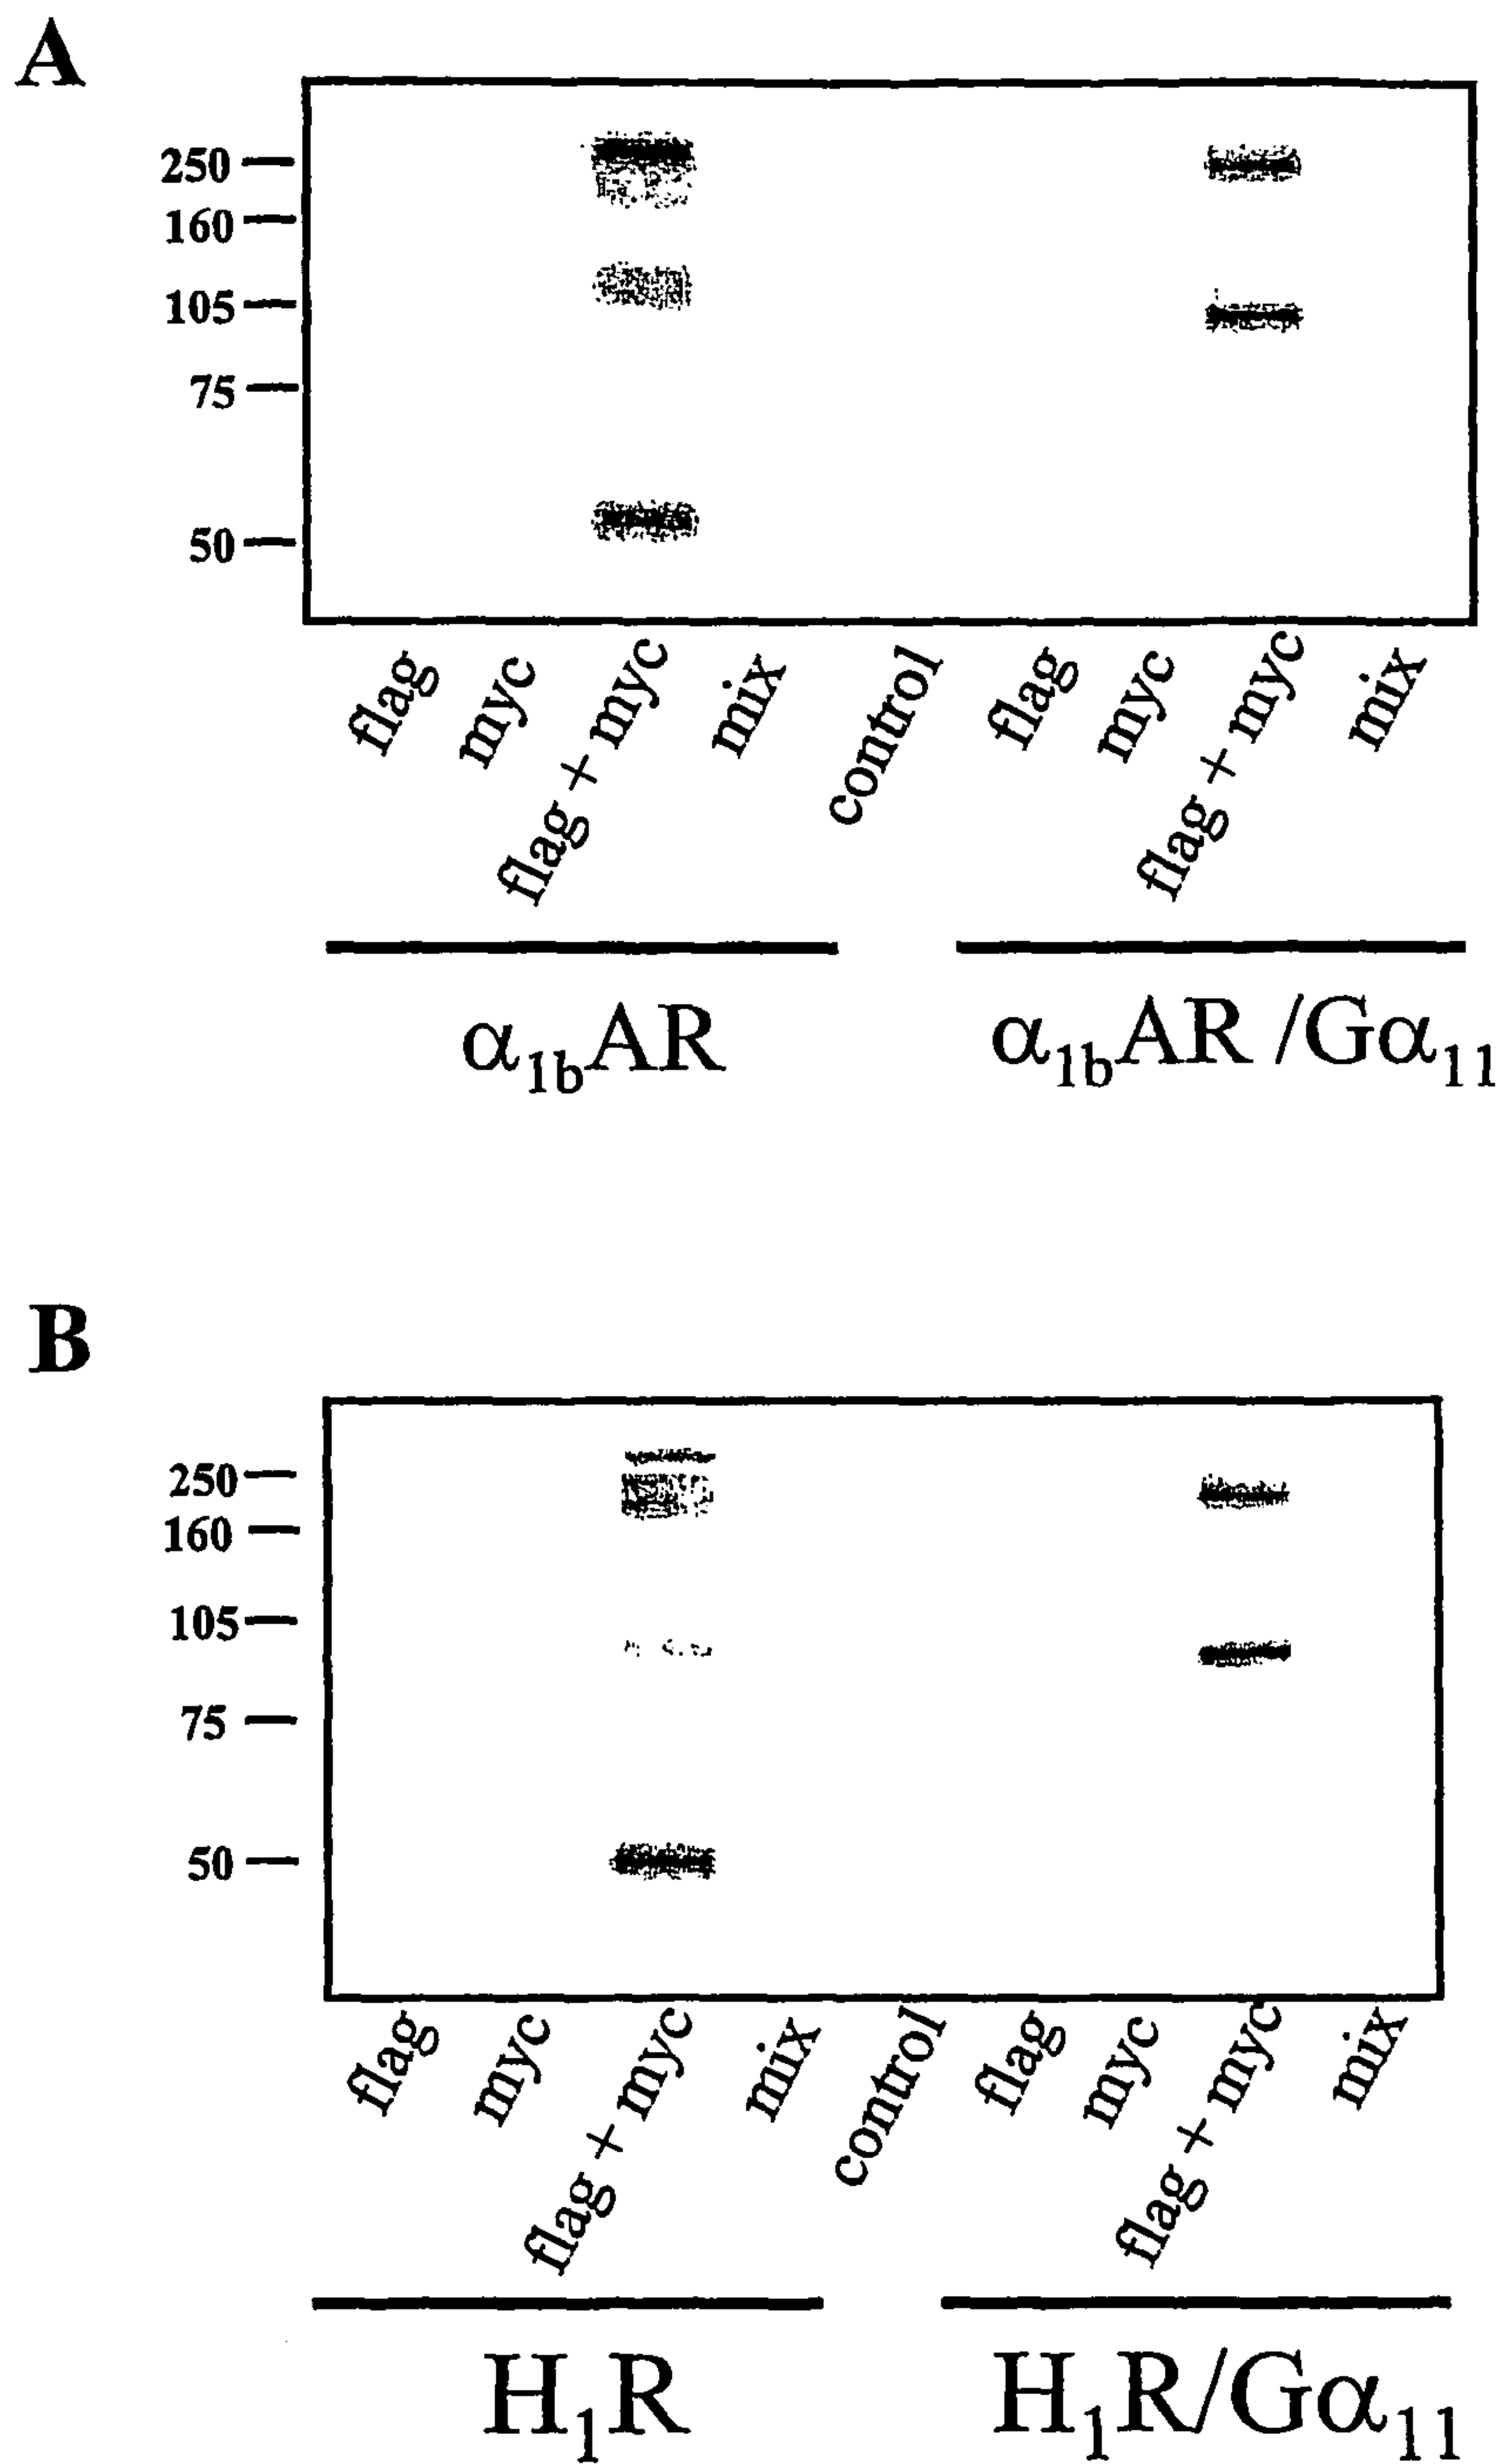 A
250
160
105
75
50
flag myc flag + myc mix control flag myc flag + myc mix
α1bAR α1bAR /Gα11
B
250
160
105
75
50
flag myc flag + myc mix control flag myc flag + myc mix
H1R H1R/Gα11